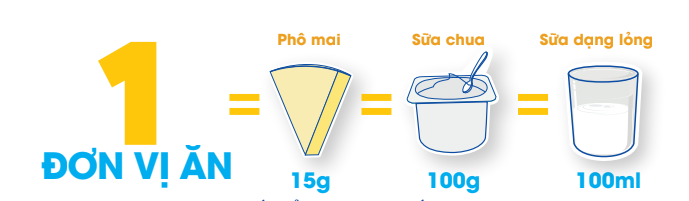 1
ĐƠN VỊ ĂN
=
Phô mai
15g
=
Sữa chua
100g
=
Sữa dạng lỏng
100ml